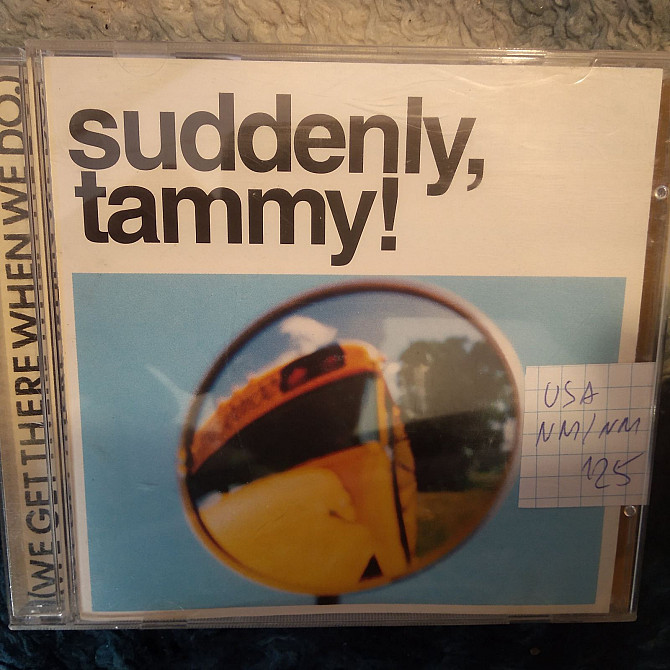 suddenly,
tammy!
(WE GET THERE WHEN WE DO.)
USA
NM/NM
125